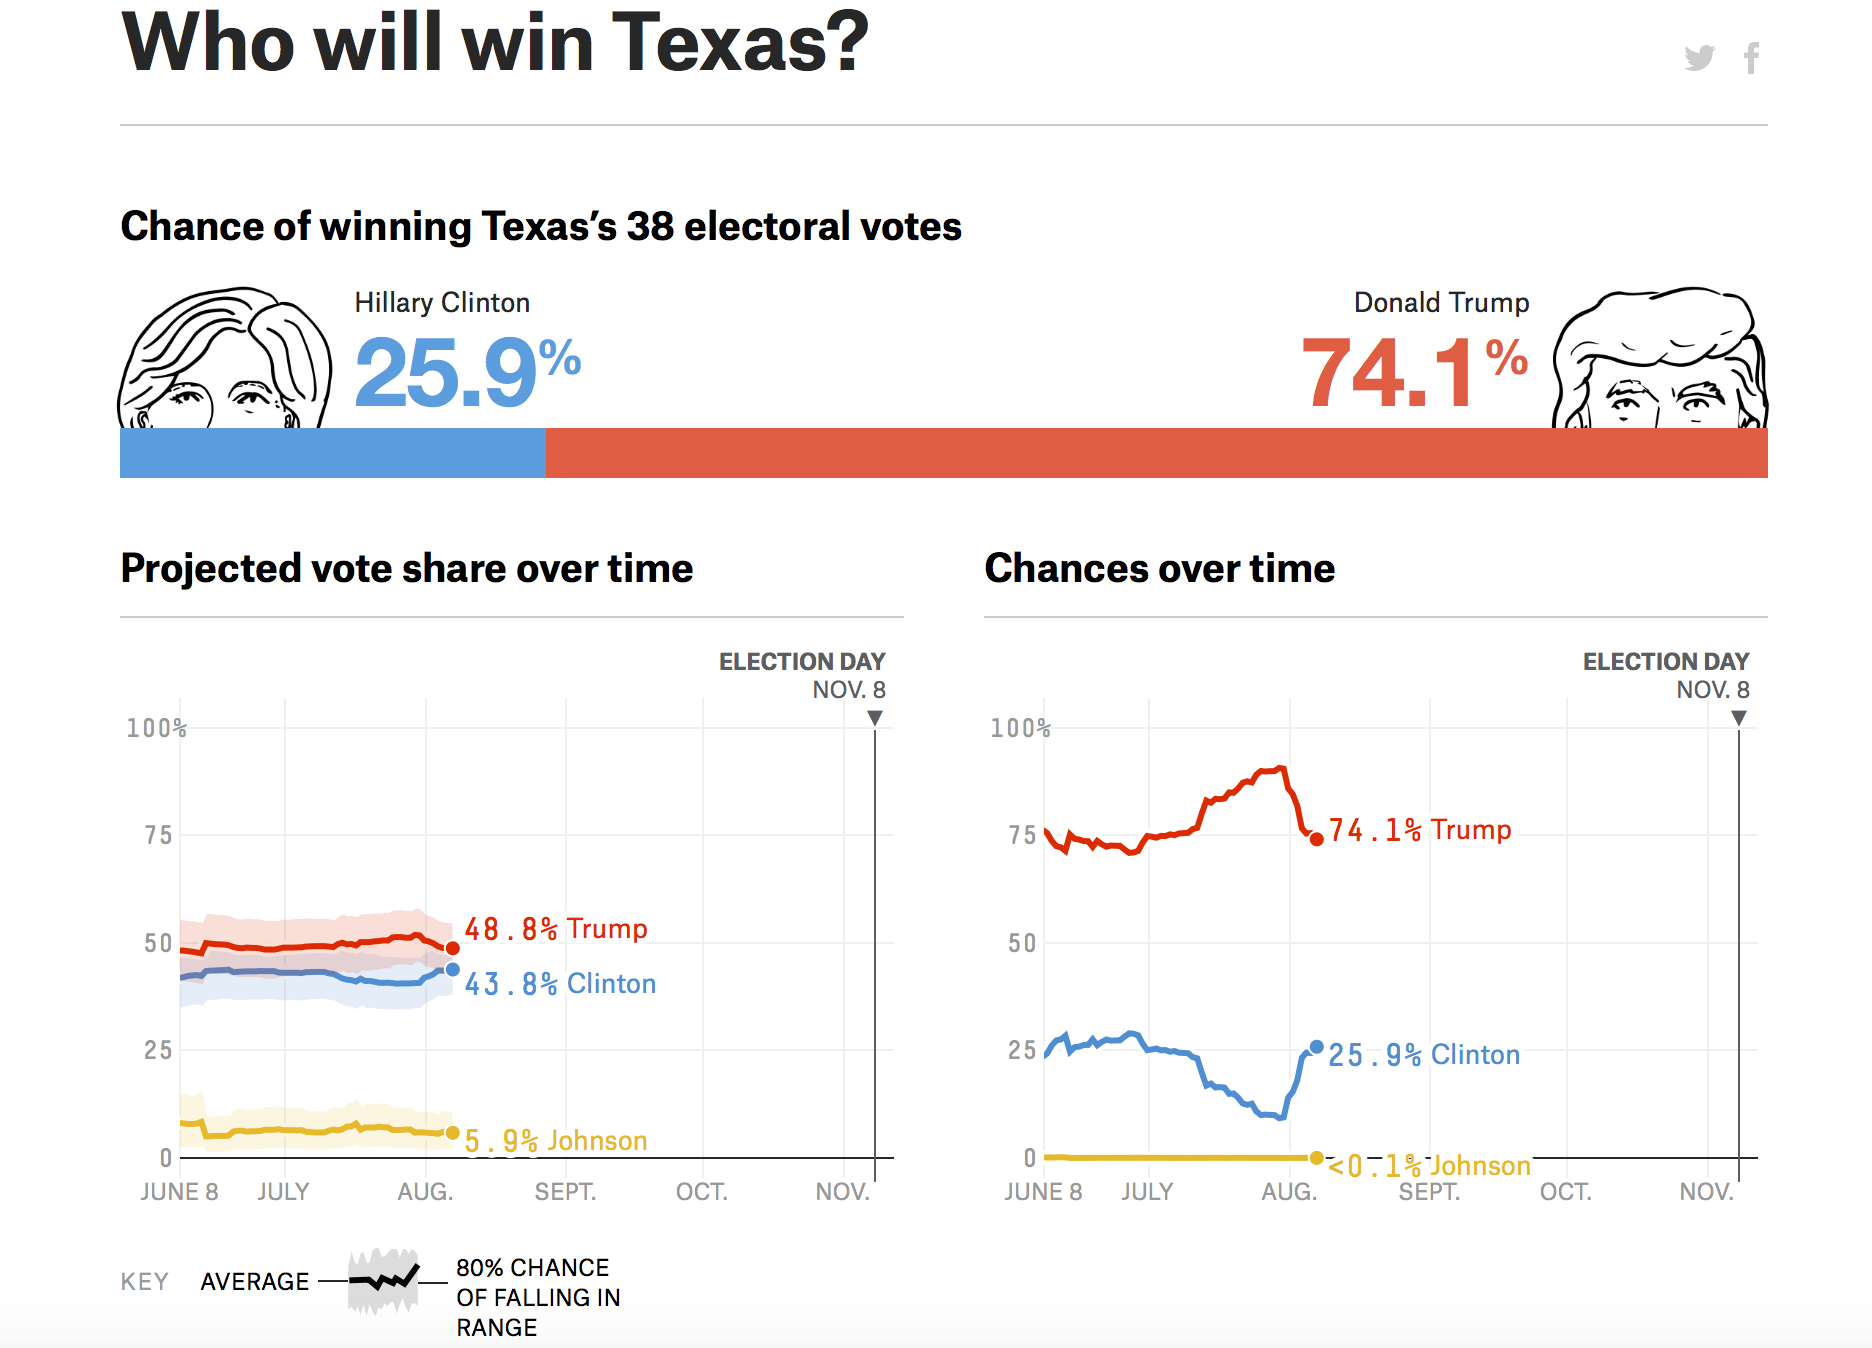 Who will win Texas?
Chance of winning Texas’s 38 electoral votes
Hillary Clinton
25.9%
Donald Trump
74.1%
Projected vote share over time
ELECTION DAY
NOV. 8
100%
75
50
25
0
48.8% Trump
43.8% Clinton
5.9% Johnson
JUNE 8 JULY AUG. SEPT. OCT. NOV.
Chances over time
ELECTION DAY
NOV. 8
100%
75
50
25
0
74.1% Trump
25.9% Clinton
<0.1% Johnson
JUNE 8 JULY AUG. SEPT. OCT. NOV.
KEY AVERAGE
80% CHANCE
OF FALLING IN
RANGE